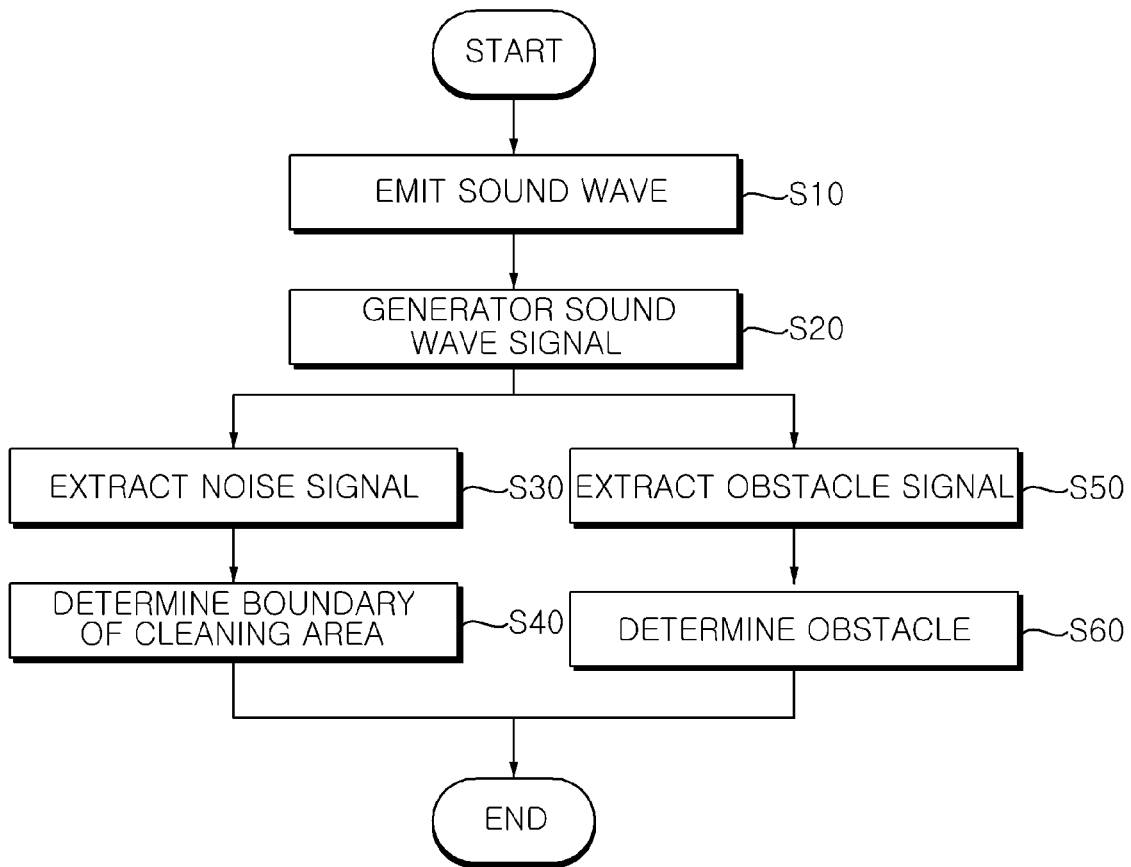 START
EMIT SOUND WAVE
S10
GENERATOR SOUND
WAVE SIGNAL
S20
EXTRACT NOISE SIGNAL
S30
EXTRACT OBSTACLE SIGNAL
S50
DETERMINE BOUNDARY
OF CLEANING AREA
S40
DETERMINE OBSTACLE
S60
END